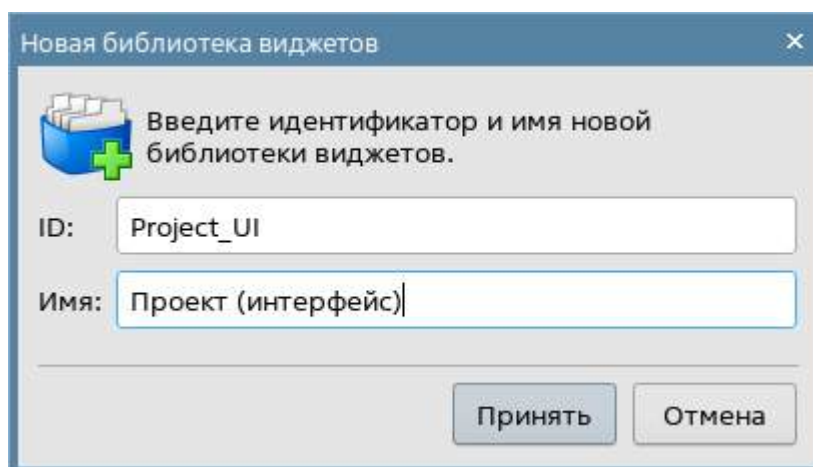 Новая библиотека виджетов
Введите идентификатор и имя новой
библиотеки виджетов.
ID: Project_UI
Имя: Проект (интерфейс)
Принять Отмена